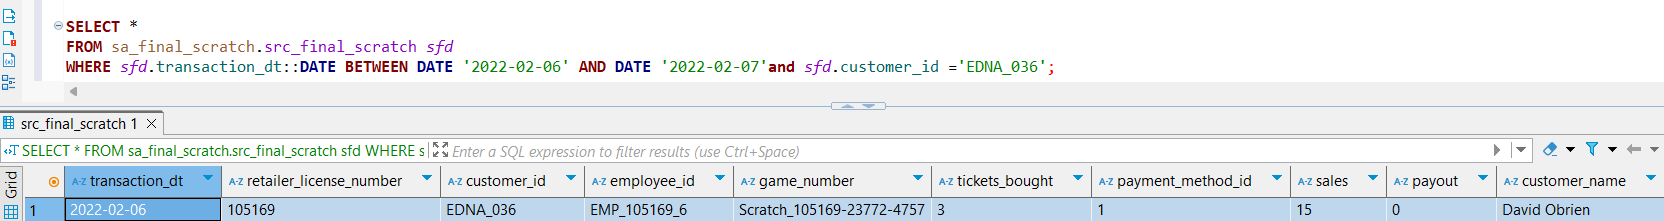 SELECT *
FROM sa_final_scratch.src_final_scratch sfd
WHERE sfd.transaction_dt::DATE BETWEEN DATE '2022-02-06' AND DATE '2022-02-07'and sfd.customer_id ='EDNA_036';
src_final_scratch 1
SELECT * FROM sa_final_scratch.src_final_scratch sfd WHERE s Enter a SQL expression to filter results (use Ctrl+Space)
Grid
A-Z transaction_dt A-Z retailer_license_number A-Z customer_id A-Z employee_id A-Z game_number A-Z tickets_bought A-Z payment_method_id A-Z sales A-Z payout A-Z customer_name
1 2022-02-06 105169 EDNA_036 EMP_105169_6 Scratch_105169-23772-4757 3 1 15 0 David Obrien